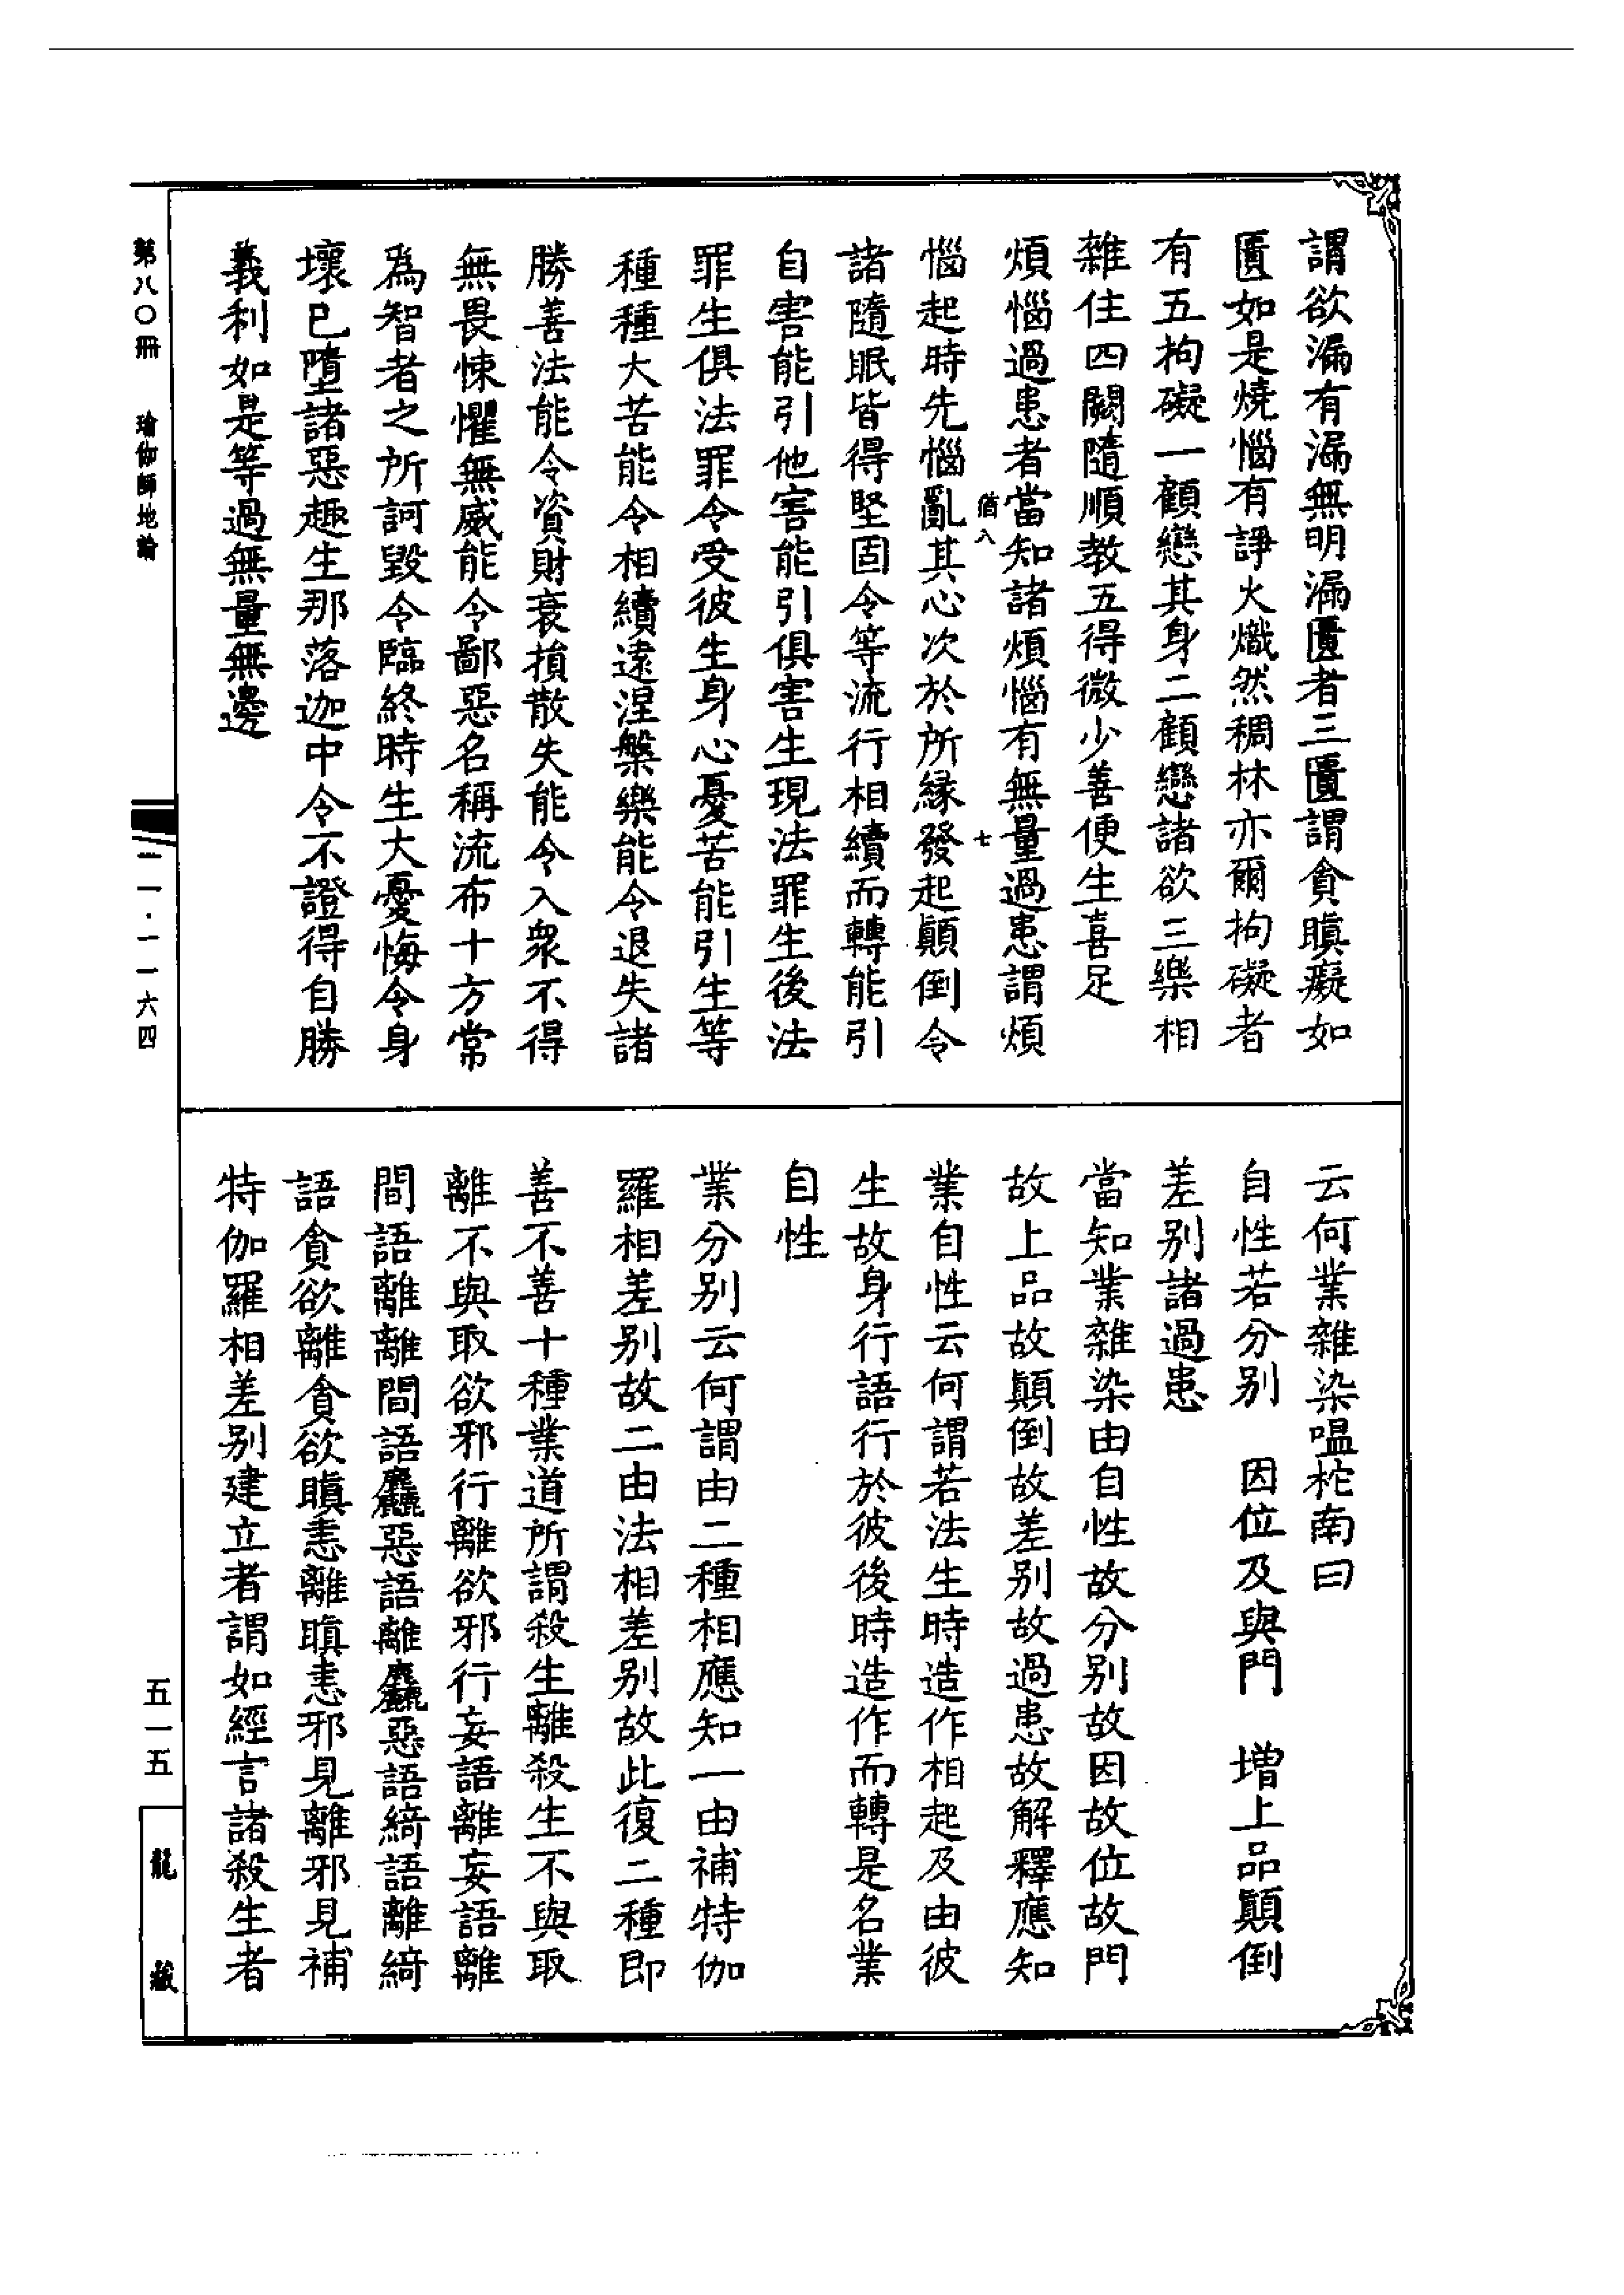 謂欲漏有漏無明漏匱者三匱謂貪瞋癡如
匱如是燒惱有諍火熾然稠林亦爾拘礙者
有五拘礙一顧戀其身二顧戀諸欲三樂相
雜住四闕隨順教五得微少善便生喜足
煩惱過患者當知諸煩惱有無量過患謂煩
惱起時先惱亂其心次於所緣發起顛倒令
諸隨眠皆得堅固令等流行相續而轉能引
自害能引他害能引俱害生現法罪生後法
罪生俱法罪令受彼生身心憂苦能引生等
種種大苦能令相續遠涅槃樂能令退失諸
勝善法能令資財衰損散失能令入眾不得
無畏悚懼無威能令鄙惡名稱流布十方常
為智者之所訶毀令臨終時生大憂悔令身
壞已墮諸惡趣生那落迦中令不證得自勝
義利如是等過無量無邊
七
云何業雜染嗢柁南曰
自性若分別　因位及與門　增上品顛倒
差別諸過患
當知業雜染由自性故分別故因故位故門
故上品故顛倒故差別故過患故解釋應知
業自性云何謂若法生時造作相起及由彼
生故身行語行於彼後時造作而轉是名業
自性
業分別云何謂由二種相應知一由補特伽
羅相差別故二由法相差別故此復二種即
善不善十種業道所謂殺生離殺生不與取
離不與取欲邪行離欲邪行妄語離妄語離
間語離離間語麤惡語離麤惡語綺語離綺
語貪欲離貪欲瞋恚離瞋恚邪見離邪見補
特伽羅相差別建立者謂如經言諸殺生者
第八〇冊　瑜伽師地論
二一·一一六四
五一五
龍藏